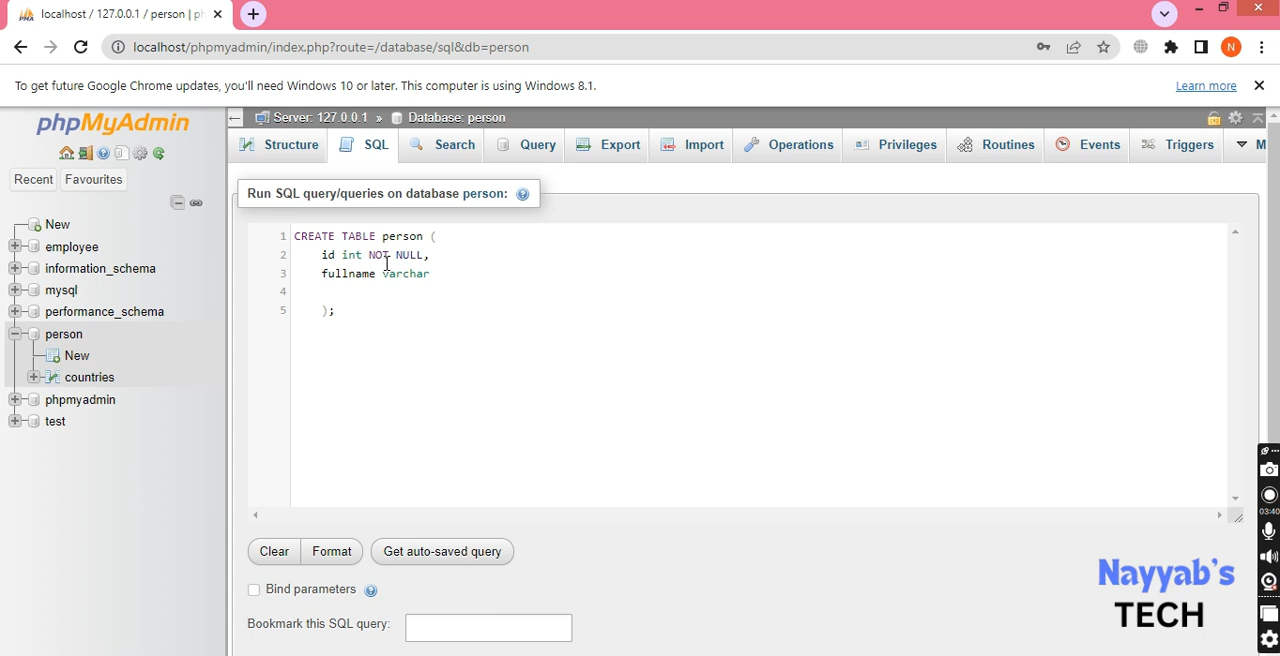 localhost / 127.0.0.1 / person | ph
localhost/phpmyadmin/index.php?route=/database/sql&db=person
N
To get future Google Chrome updates, you'll need Windows 10 or later. This computer is using Windows 8.1.
Learn more
phpMyAdmin
Server: 127.0.0.1 » Database: person
Structure SQL Search Query Export Import Operations Privileges Routines Events Triggers M
Recent Favourites
New
employee
information_schema
mysql
performance_schema
person
New
countries
phpmyadmin
test
Run SQL query/queries on database person:
1 CREATE TABLE person (
2 id int NOT NULL,
3 fullname varchar
4
5 );
03:40
Clear Format Get auto-saved query
Bind parameters
Bookmark this SQL query:
Nayyab's
TECH